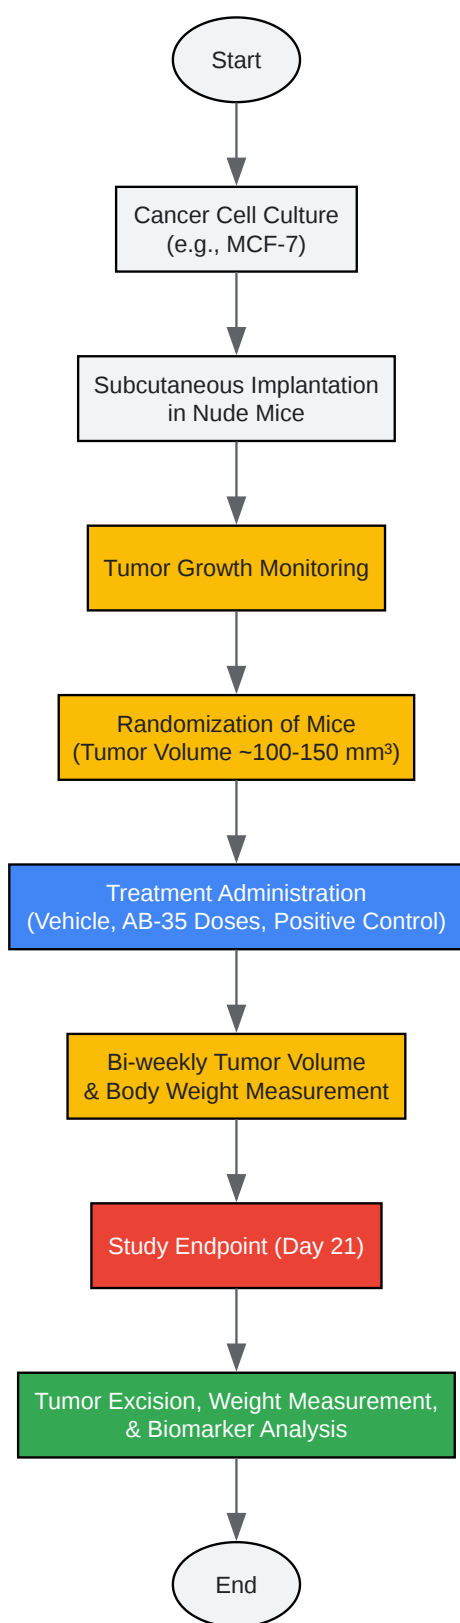 Start
Cancer Cell Culture
(e.g., MCF-7)
Subcutaneous Implantation
in Nude Mice
Tumor Growth Monitoring
Randomization of Mice
(Tumor Volume ~100-150 mm³)
Treatment Administration
(Vehicle, AB-35 Doses, Positive Control)
Bi-weekly Tumor Volume
& Body Weight Measurement
Study Endpoint (Day 21)
Tumor Excision, Weight Measurement,
& Biomarker Analysis
End